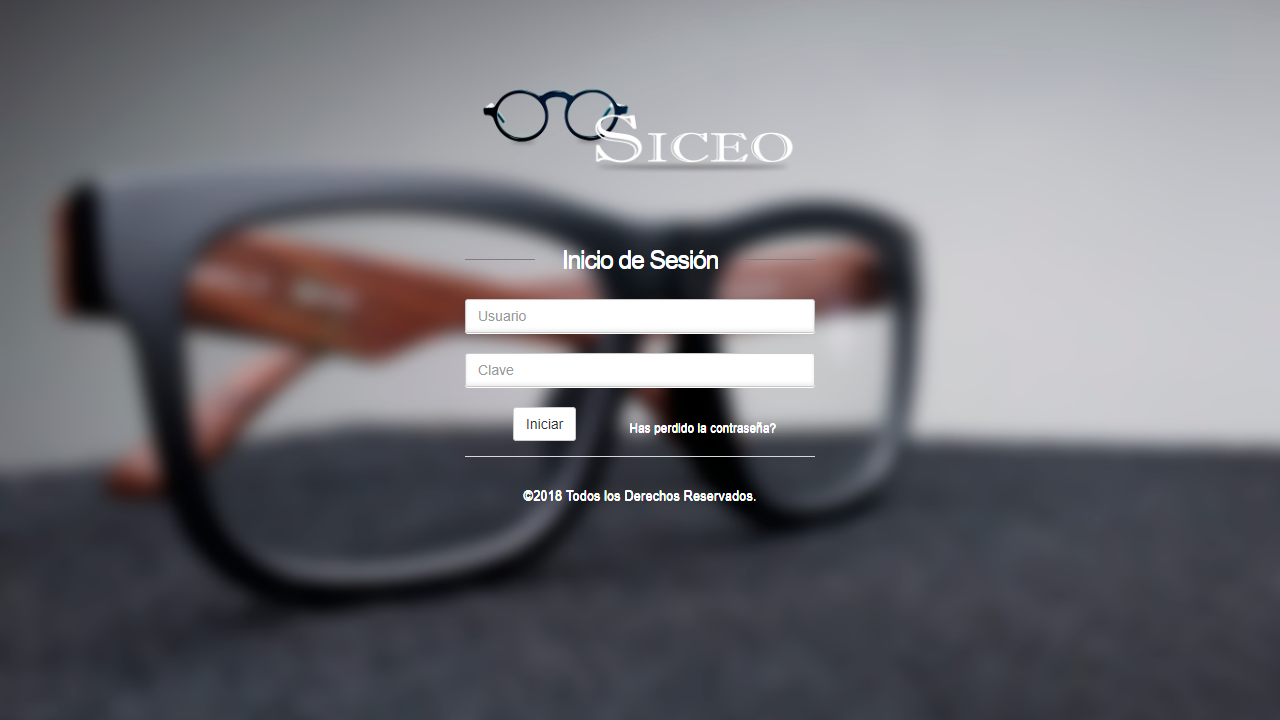 SICEO
Inicio de Sesión
Usuario
Clave
Iniciar
Has perdido la contraseña?
©2018 Todos los Derechos Reservados.